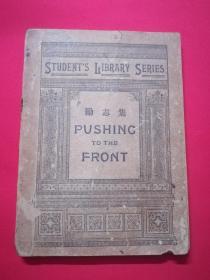 STUDENT'S LIBRARY SERIES
勵志集
PUSHING
TO THE
FRONT